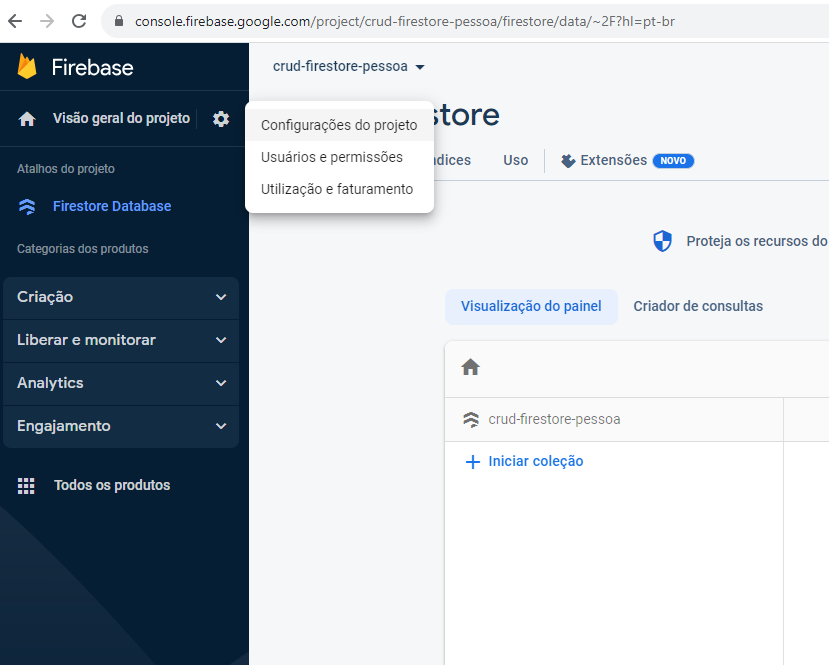 console.firebase.google.com/project/crud-firestore-pessoa/firestore/data/~2F?hl=pt-br
Firebase
crud-firestore-pessoa
Visão geral do projeto
Configurações do projeto
Usuários e permissões
Utilização e faturamento
store
ndices
Uso
Extensões
NOVO
Atalhos do projeto
Firestore Database
Categorias dos produtos
Criação
Liberar e monitorar
Analytics
Engajamento
Todos os produtos
Proteja os recursos do
Visualização do painel
Criador de consultas
crud-firestore-pessoa
+ Iniciar coleção